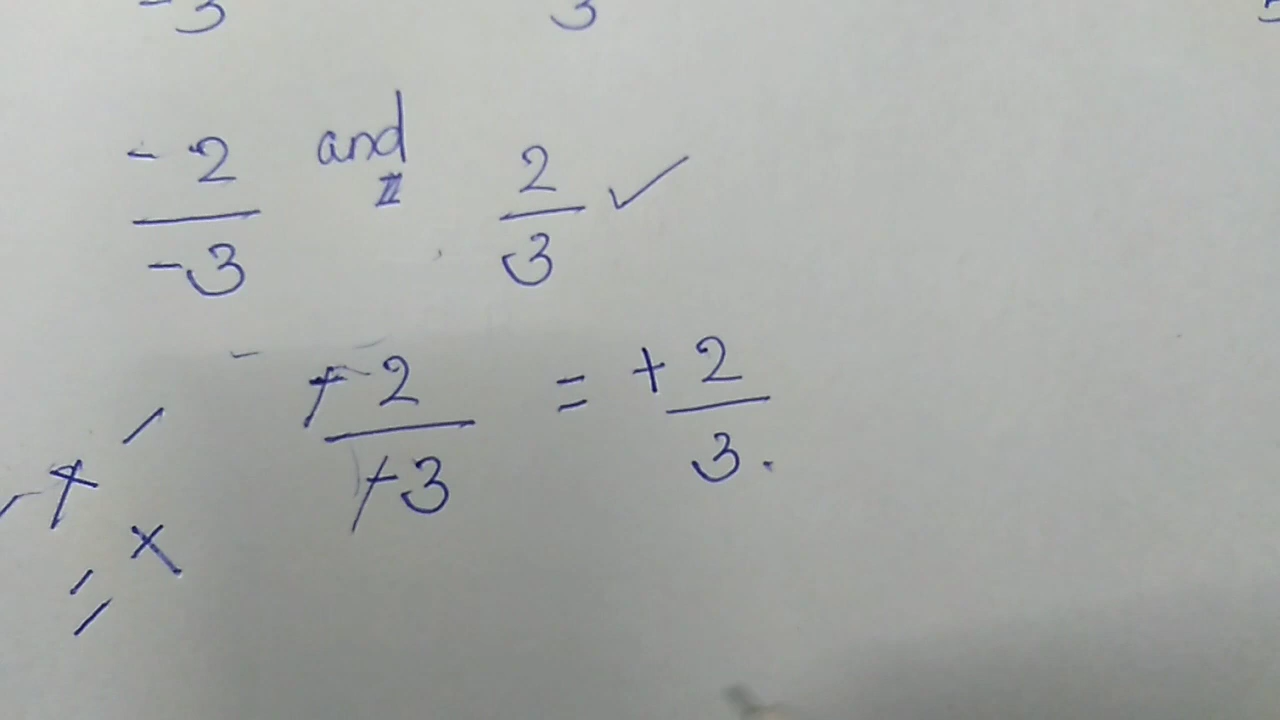 -3 3
-2/-3 and 2/3 ✓
-2/-3 = +2/3.
- × - = +